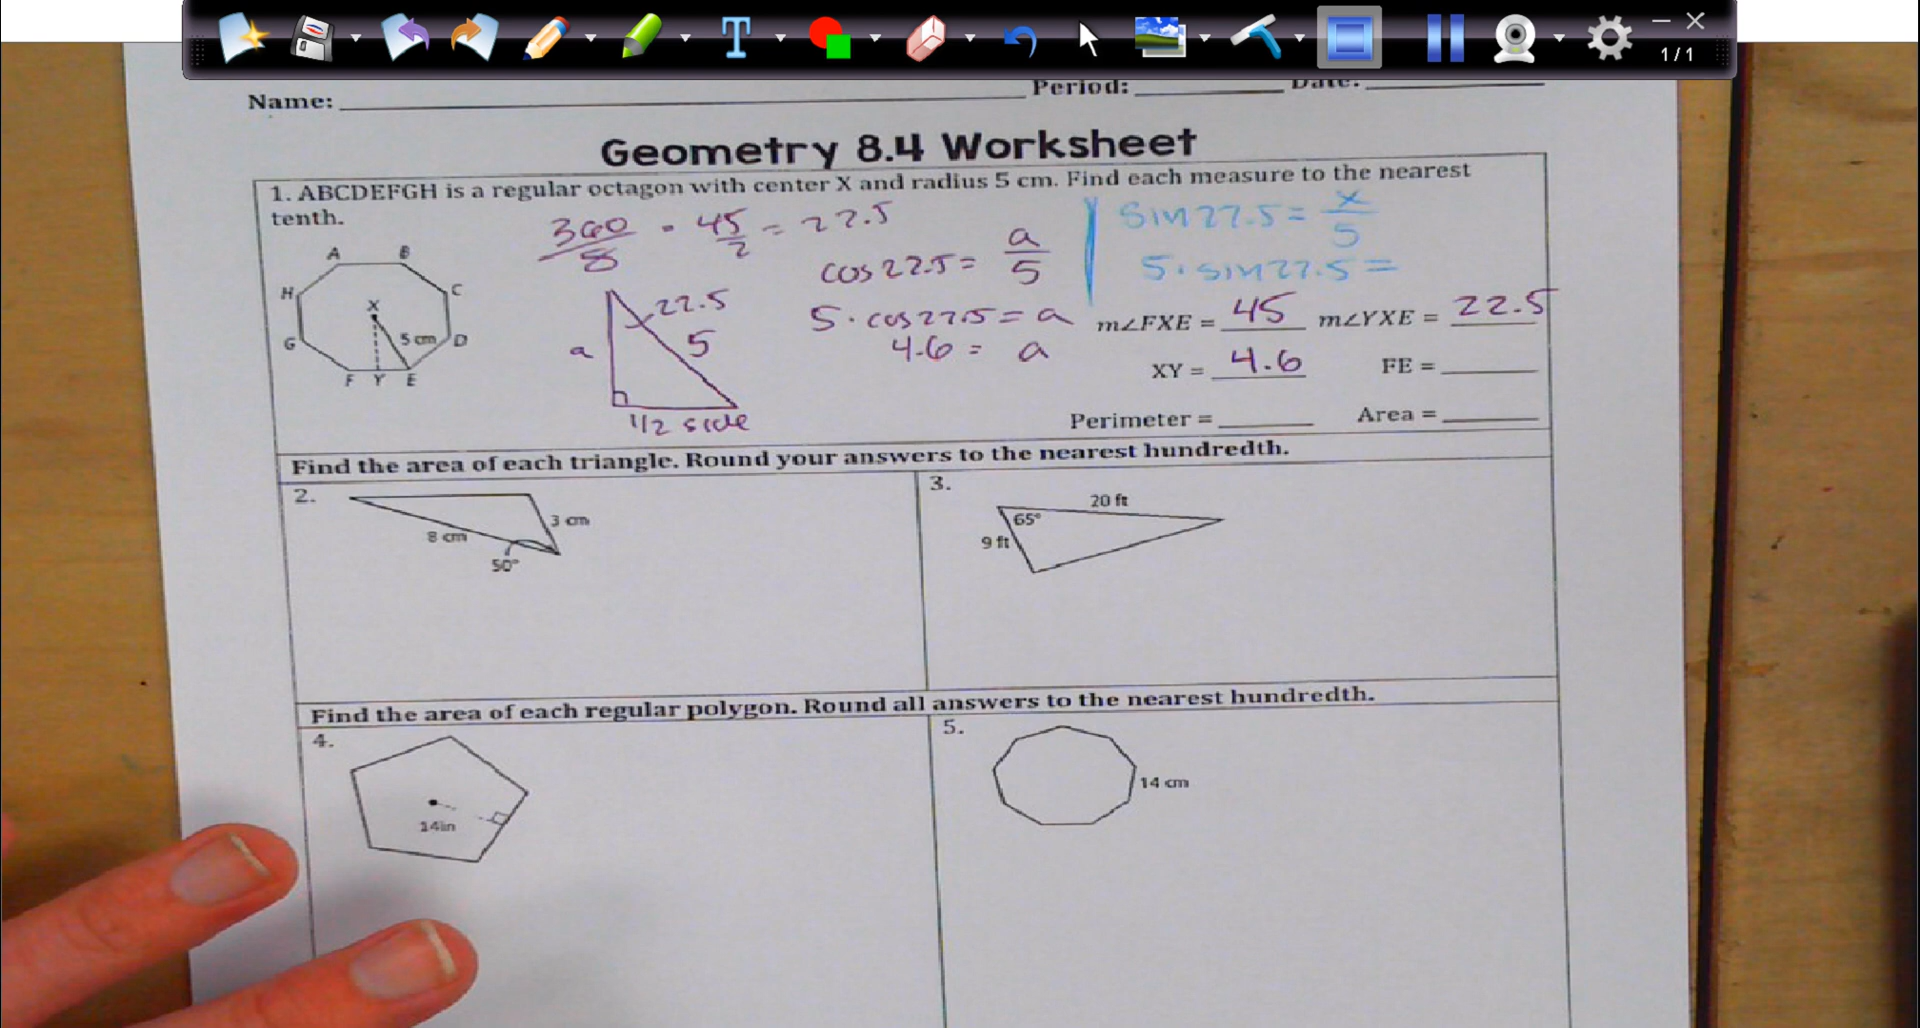 1/1
Name: Period: Date:
Geometry 8.4 Worksheet
1. ABCDEFGH is a regular octagon with center X and radius 5 cm. Find each measure to the nearest
tenth.
360/8 = 45/2 = 22.5
cos 22.5 = a/5
5 · cos 22.5 = a
4.6 = a
sin 22.5 = x/5
5 · sin 22.5 =
A B
H C
X
G 5 cm D
F Y E
22.5
a 5
1/2 side
m∠FXE = 45 m∠YXE = 22.5
XY = 4.6 FE =
Perimeter = Area =
Find the area of each triangle. Round your answers to the nearest hundredth.
2.
3 cm
8 cm
50°
3.
20 ft
65°
9 ft
Find the area of each regular polygon. Round all answers to the nearest hundredth.
4.
14in
5.
14 cm